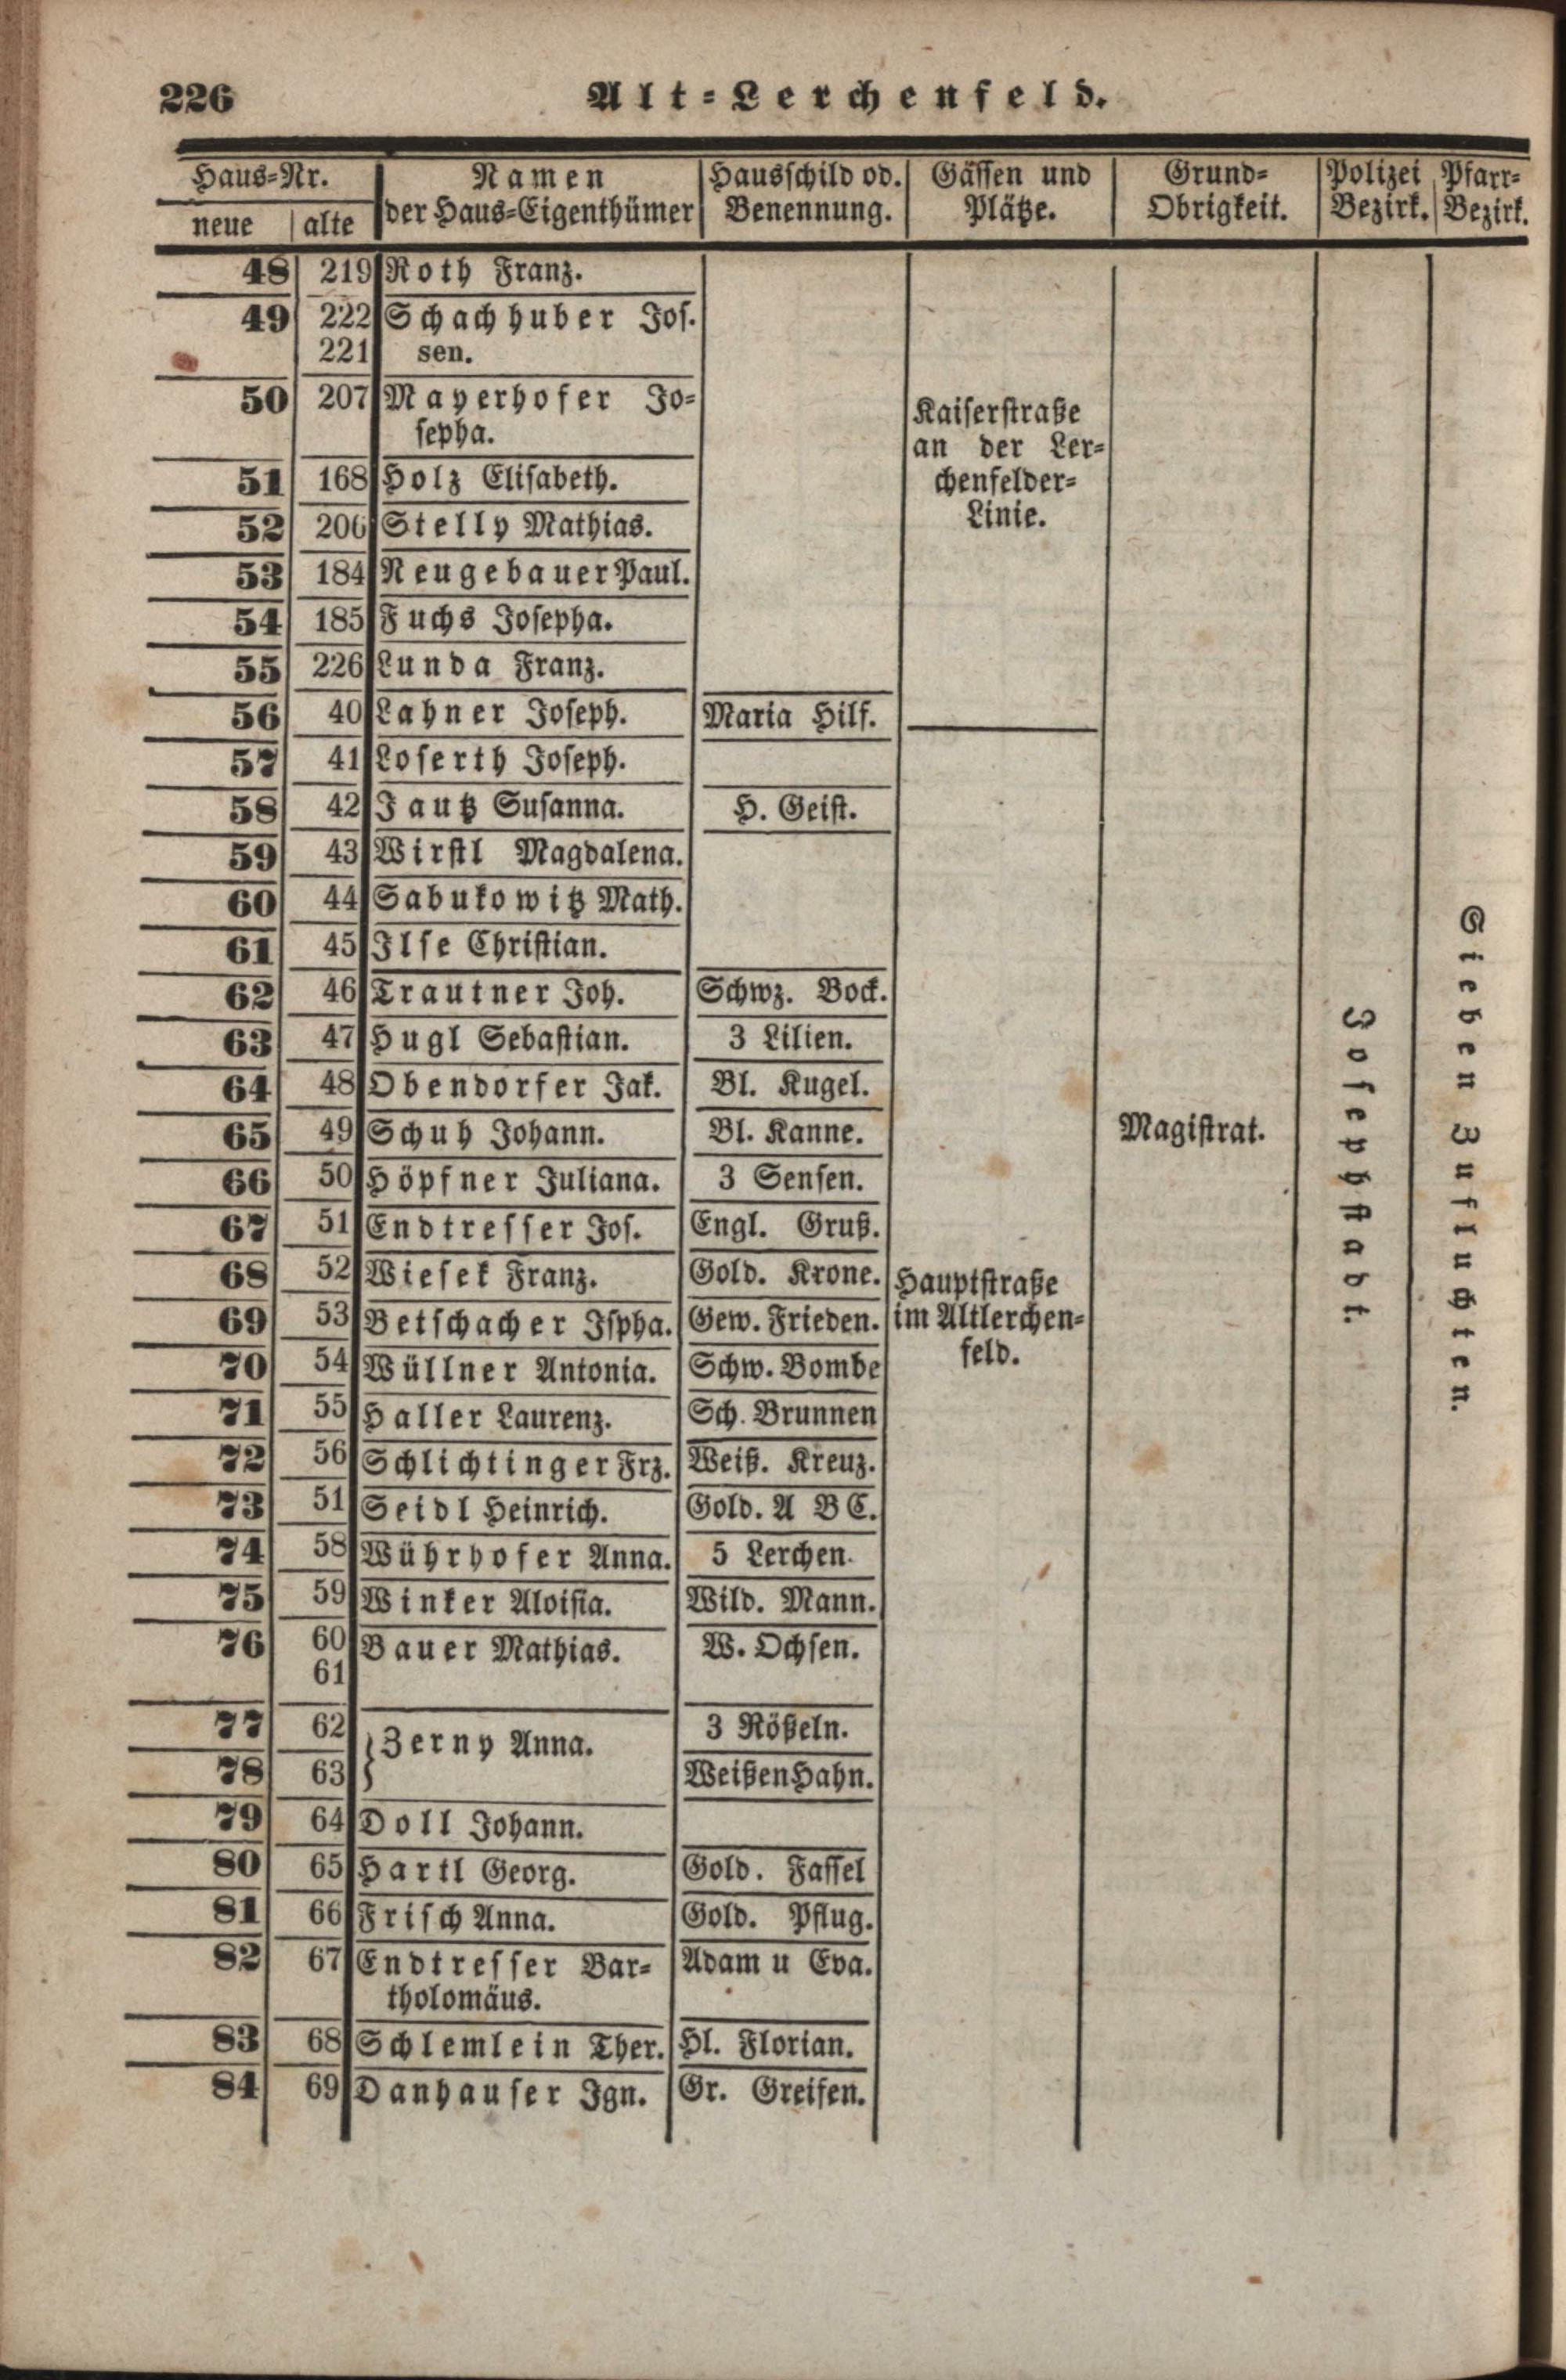 226
Alt-Lerchenfeld.
Haus-Nr. Namen Hausschild od. Gässen und Grund- Polizei Pfarr-
neue alte der Haus-Eigenthümer Benennung. Plätze. Obrigkeit. Bezirk. Bezirk.
48 219 Roth Franz.
49 222 Schachhuber Jos.
221 sen.
50 207 Mayerhofer Jo-
sepha.
Kaiserstraße
an der Ler-
chenfelder-
Linie.
51 168 Holz Elisabeth.
52 206 Stelly Mathias.
53 184 Neugebauer Paul.
54 185 Fuchs Josepha.
55 226 Lunda Franz.
56 40 Lahner Joseph. Maria Hilf.
57 41 Loserth Joseph.
58 42 Jautz Susanna. H. Geist.
59 43 Wirstl Magdalena.
60 44 Sabukowitz Math.
61 45 Ilse Christian.
62 46 Trautner Joh. Schwz. Bock.
63 47 Hugl Sebastian. 3 Lilien.
64 48 Obendorfer Jak. Bl. Kugel.
65 49 Schuh Johann. Bl. Kanne.
Magistrat.
Josephstadt.
Sieben Zufluchten.
66 50 Höpfner Juliana. 3 Sensen.
67 51 Endtresser Jos. Engl. Gruß.
68 52 Wiesek Franz. Gold. Krone.
69 53 Betschacher Jspha. Gew. Frieden.
70 54 Wüllner Antonia. Schw. Bombe
Hauptstraße
im Altlerchen-
feld.
71 55 Haller Laurenz. Sch. Brunnen
72 56 Schlichtinger Frz. Weiß. Kreuz.
73 51 Seidl Heinrich. Gold. A B C.
74 58 Wührhofer Anna. 5 Lerchen.
75 59 Winker Aloisia. Wild. Mann.
76 60 Bauer Mathias. W. Ochsen.
61
77 62 Zerny Anna. 3 Rößeln.
78 63 Weißen Hahn.
79 64 Doll Johann.
80 65 Hartl Georg. Gold. Fassel
81 66 Frisch Anna. Gold. Pflug.
82 67 Endtresser Bar- Adam u Eva.
tholomäus.
83 68 Schlemlein Ther. Hl. Florian.
84 69 Danhauser Ign. Gr. Greifen.